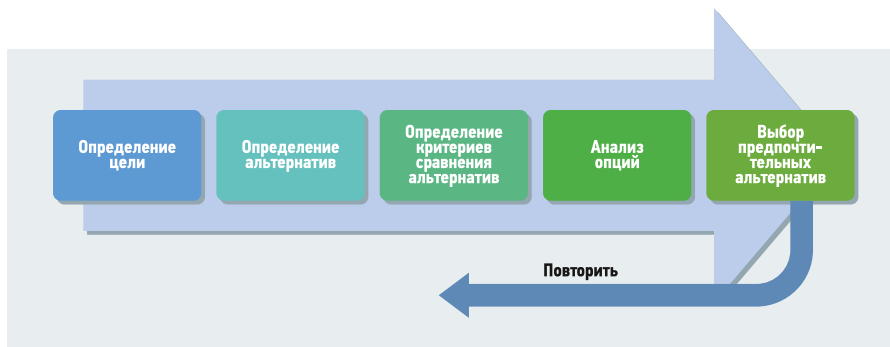 Определение
цели
Определение
альтернатив
Определение
критериев
сравнения
альтернатив
Анализ
опций
Выбор
предпочти-
тельных
альтернатив
Повторить